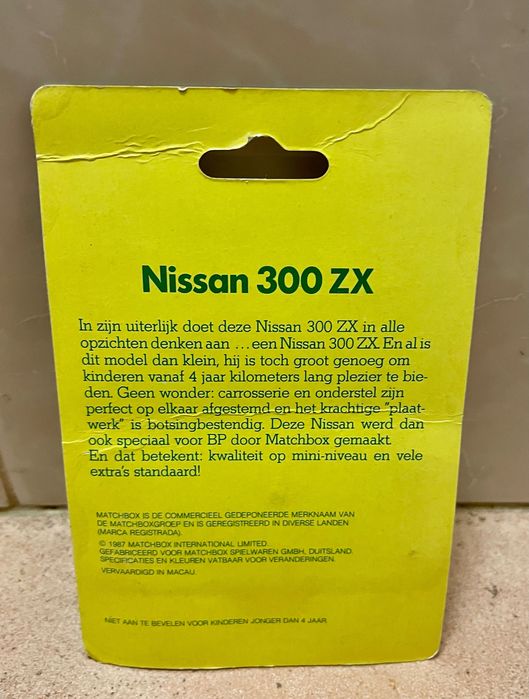 Nissan 300 ZX
In zijn uiterlijk doet deze Nissan 300 ZX in alle
opzichten denken aan ...een Nissan 300 ZX. En al is
dit model dan klein, hij is toch groot genoeg om
kinderen vanaf 4 jaar kilometers lang plezier te bie-
den. Geen wonder: carrosserie en onderstel zijn
perfect op elkaar afgestemd en het krachtige "plaat-
werk" is botsingbestendig. Deze Nissan werd dan
ook speciaal voor BP door Matchbox gemaakt.
En dat betekent: kwaliteit op mini-niveau en vele
extra's standaard!
MATCHBOX IS DE COMMERCIEEL GEDEPONEERDE MERKNAAM VAN
DE MATCHBOXGROEP EN IS GEREGISTREERD IN DIVERSE LANDEN
(MARCA REGISTRADA).
© 1987 MATCHBOX INTERNATIONAL LIMITED.
GEFABRICEERD VOOR MATCHBOX SPIELWAREN GMBH, DUITSLAND.
SPECIFICATIES EN KLEUREN VATBAAR VOOR VERANDERINGEN.
VERVAARDIGD IN MACAU.
NIET AAN TE BEVELEN VOOR KINDEREN JONGER DAN 4 JAAR